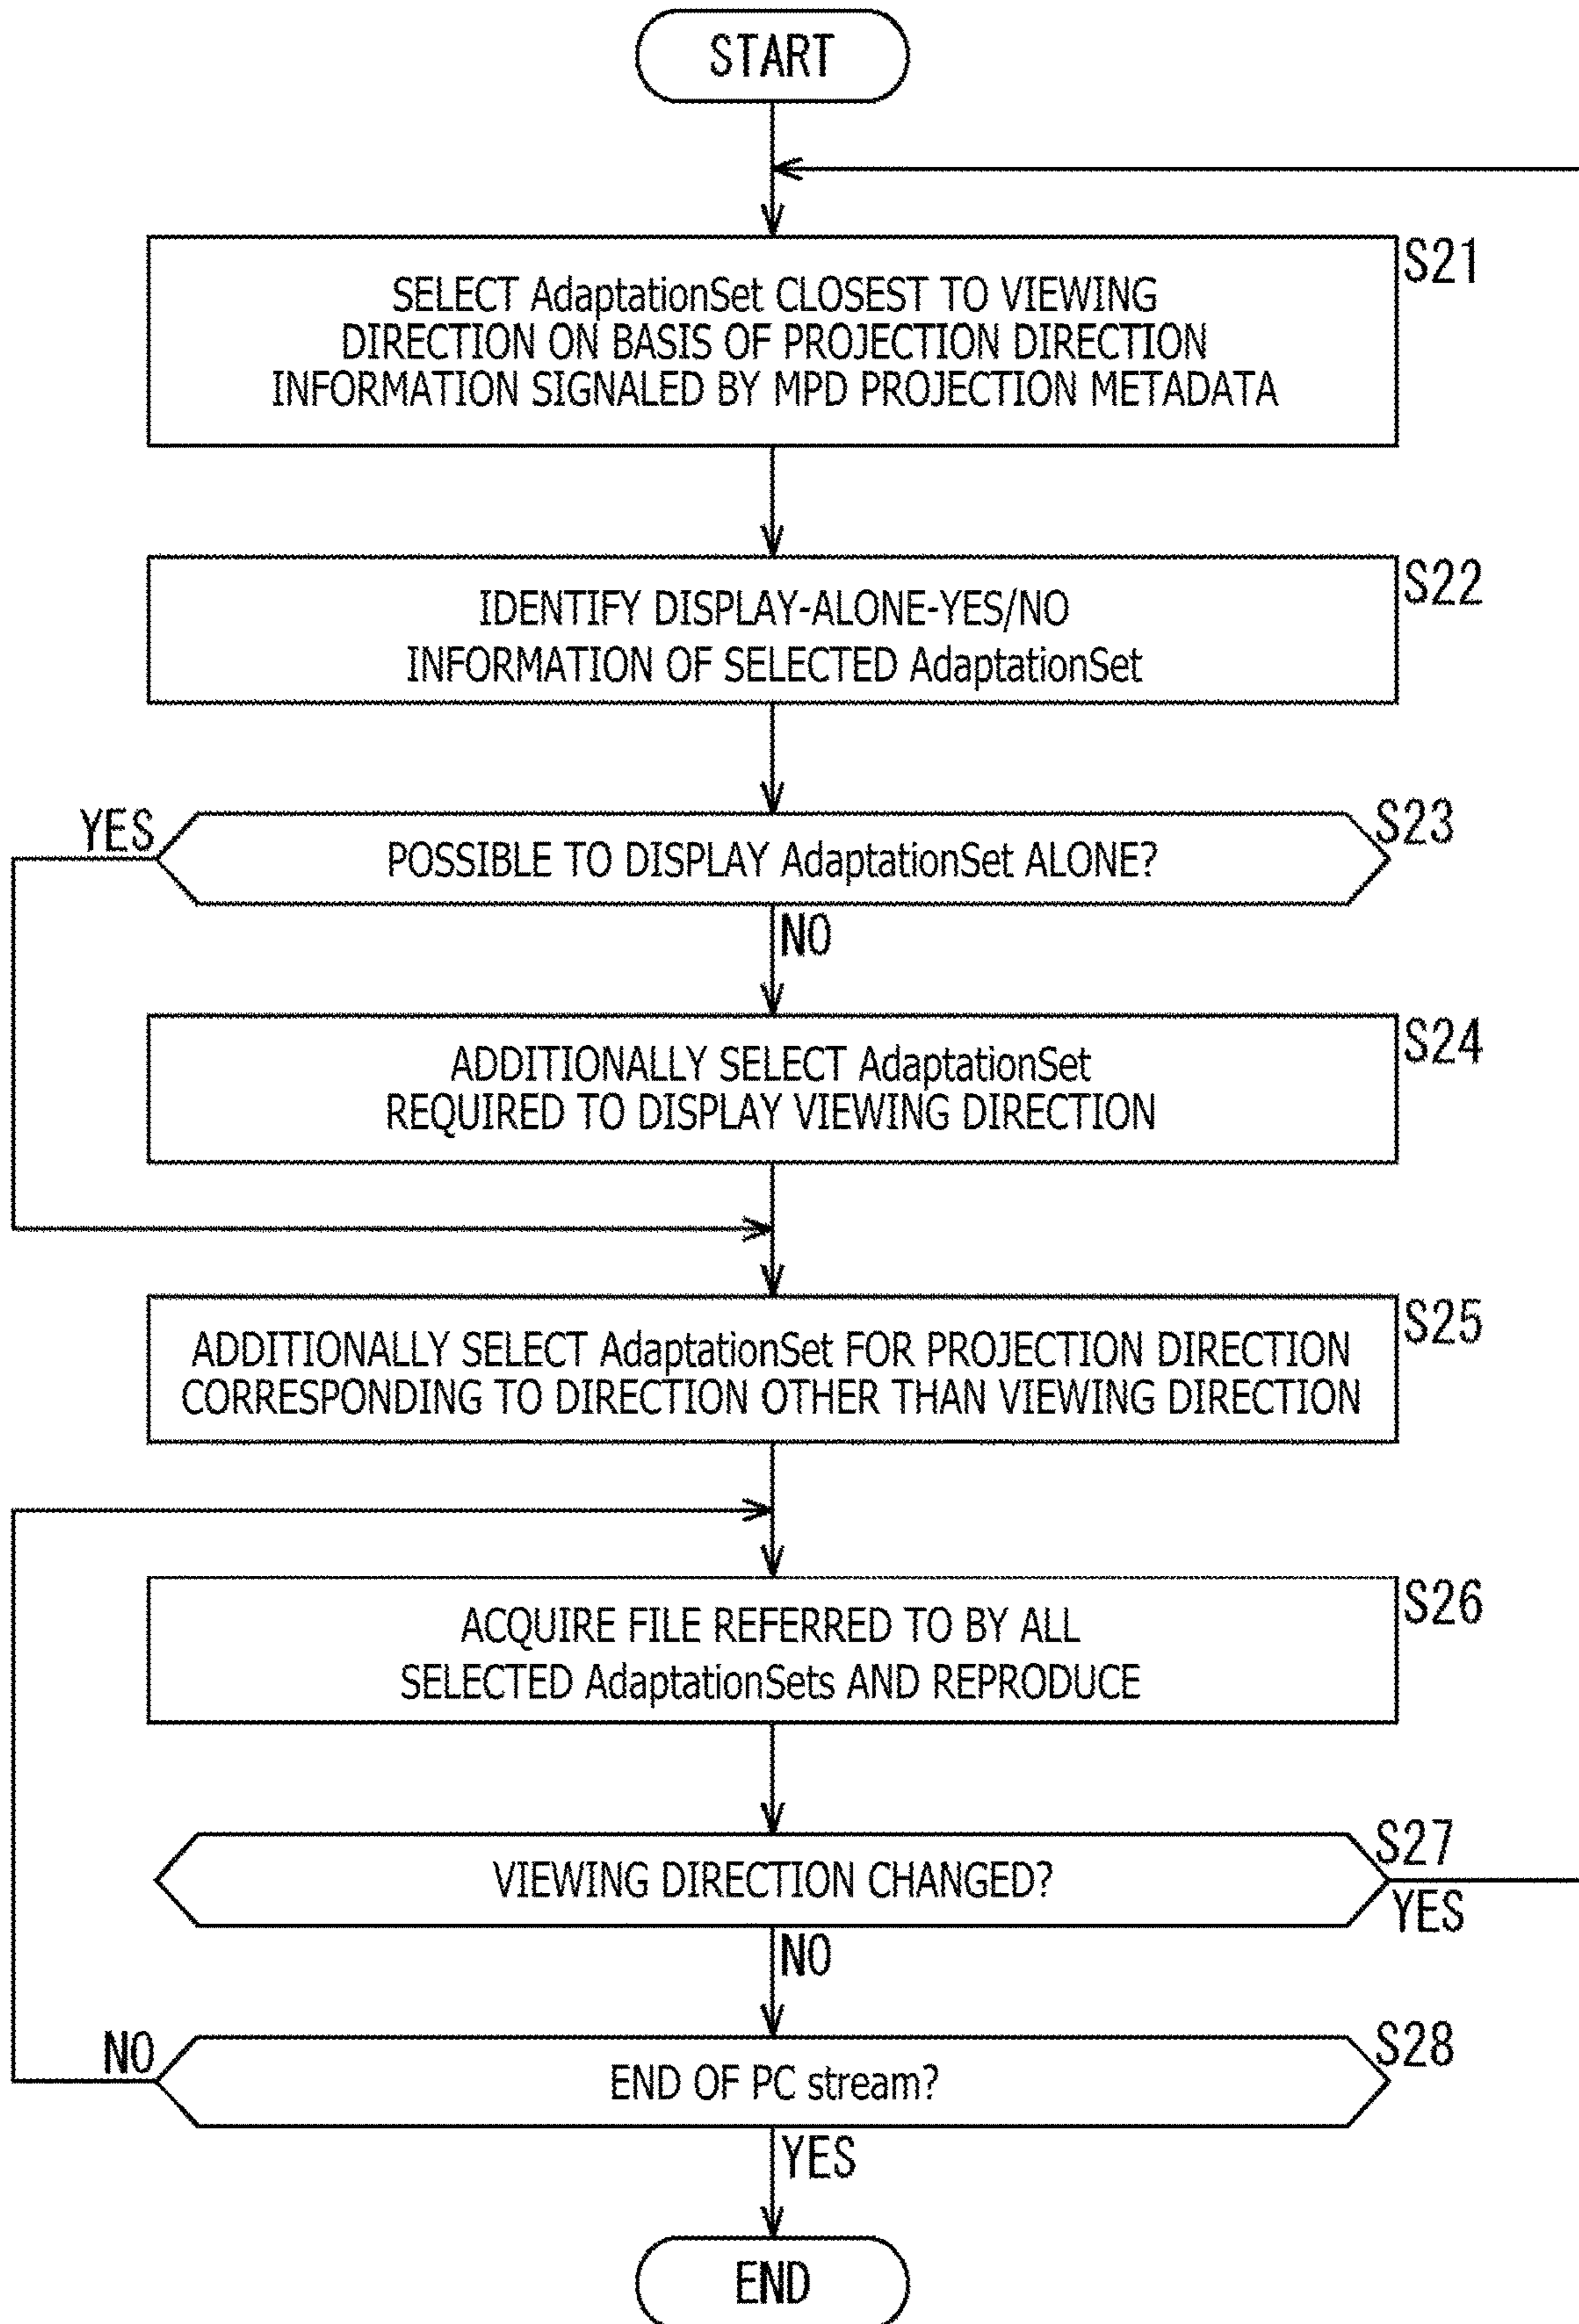 START
S21
SELECT AdaptationSet CLOSEST TO VIEWING
DIRECTION ON BASIS OF PROJECTION DIRECTION
INFORMATION SIGNALED BY MPD PROJECTION METADATA
S22
IDENTIFY DISPLAY-ALONE-YES/NO
INFORMATION OF SELECTED AdaptationSet
YES
S23
POSSIBLE TO DISPLAY AdaptationSet ALONE?
NO
S24
ADDITIONALLY SELECT AdaptationSet
REQUIRED TO DISPLAY VIEWING DIRECTION
S25
ADDITIONALLY SELECT AdaptationSet FOR PROJECTION DIRECTION
CORRESPONDING TO DIRECTION OTHER THAN VIEWING DIRECTION
S26
ACQUIRE FILE REFERRED TO BY ALL
SELECTED AdaptationSets AND REPRODUCE
S27
VIEWING DIRECTION CHANGED?
YES
NO
NO
S28
END OF PC stream?
YES
END